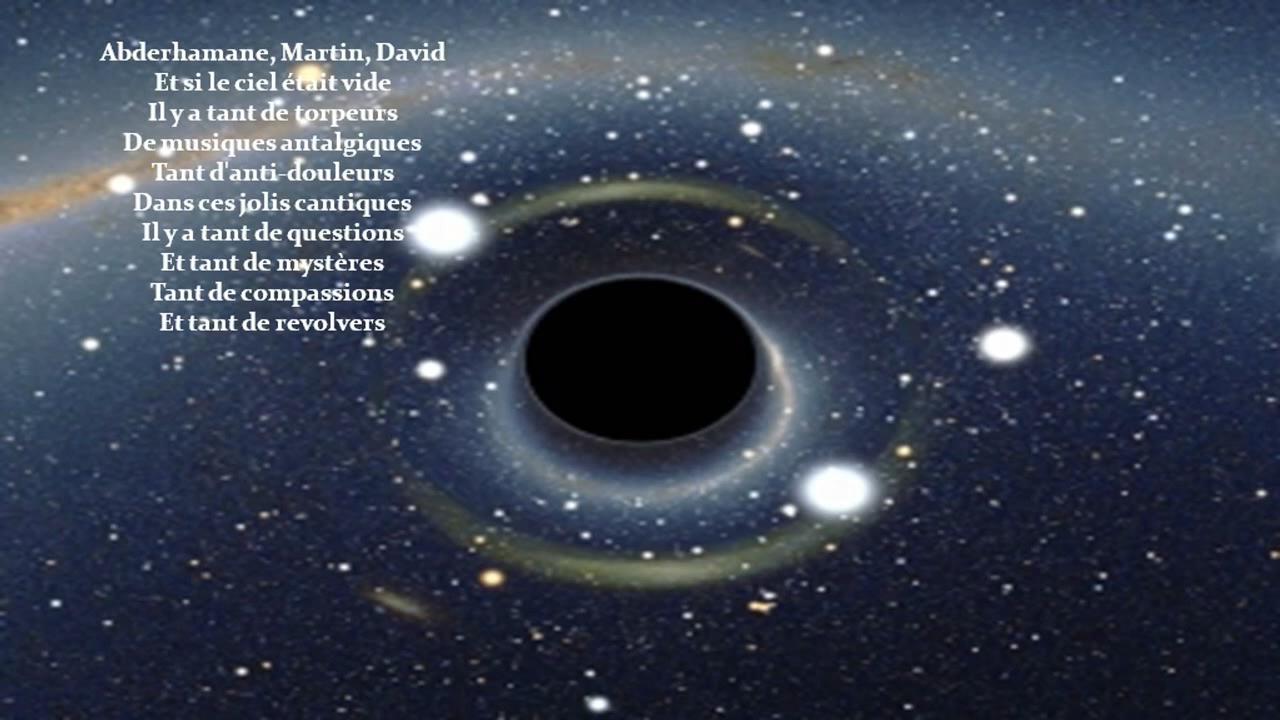 Abderhamane, Martin, David
Et si le ciel était vide
Il y a tant de torpeurs
De musiques antalgiques
Tant d'anti-douleurs
Dans ces jolis cantiques
Il y a tant de questions
Et tant de mystères
Tant de compassions
Et tant de revolvers